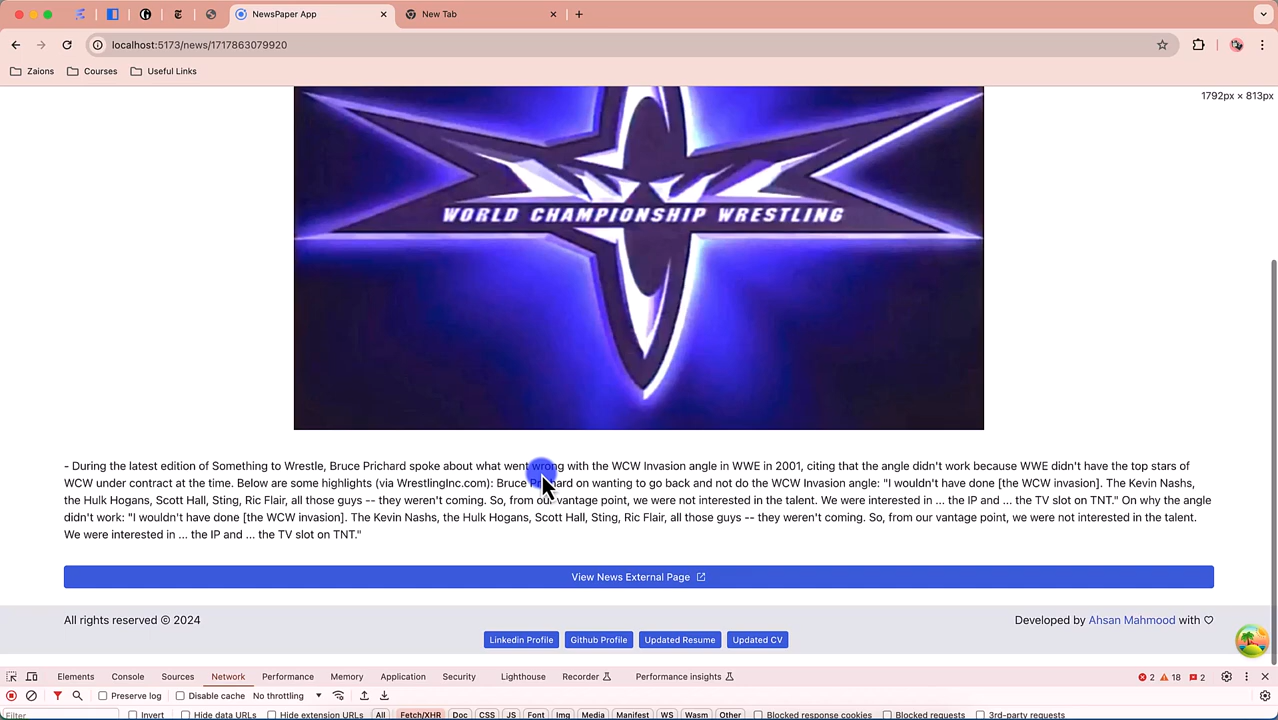 NewsPaper App
New Tab
localhost:5173/news/1717863079920
Zaions Courses Useful Links
1792px × 813px
WORLD CHAMPIONSHIP WRESTLING
- During the latest edition of Something to Wrestle, Bruce Prichard spoke about what went wrong with the WCW Invasion angle in WWE in 2001, citing that the angle didn't work because WWE didn't have the top stars of
WCW under contract at the time. Below are some highlights (via WrestlingInc.com): Bruce Prichard on wanting to go back and not do the WCW Invasion angle: "I wouldn't have done [the WCW invasion]. The Kevin Nashs,
the Hulk Hogans, Scott Hall, Sting, Ric Flair, all those guys -- they weren't coming. So, from our vantage point, we were not interested in the talent. We were interested in ... the IP and ... the TV slot on TNT." On why the angle
didn't work: "I wouldn't have done [the WCW invasion]. The Kevin Nashs, the Hulk Hogans, Scott Hall, Sting, Ric Flair, all those guys -- they weren't coming. So, from our vantage point, we were not interested in the talent.
We were interested in ... the IP and ... the TV slot on TNT."
View News External Page
All rights reserved © 2024
Developed by Ahsan Mahmood with ♡
Linkedin Profile Github Profile Updated Resume Updated CV
Elements Console Sources Network Performance Memory Application Security Lighthouse Recorder Performance insights 2 18 2
Preserve log Disable cache No throttling
Filter Invert Hide data URLs Hide extension URLs All Fetch/XHR Doc CSS JS Font Img Media Manifest WS Wasm Other Blocked response cookies Blocked requests 3rd-party requests